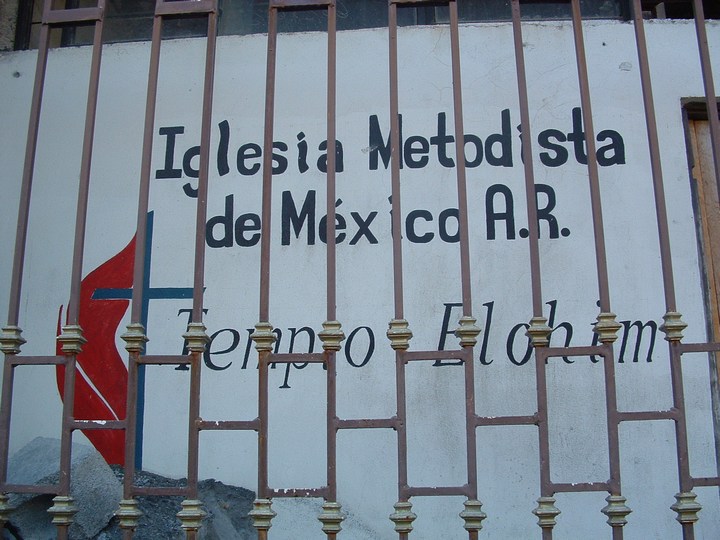 Iglesia Metodista
de México A.R.
Templo Elohim